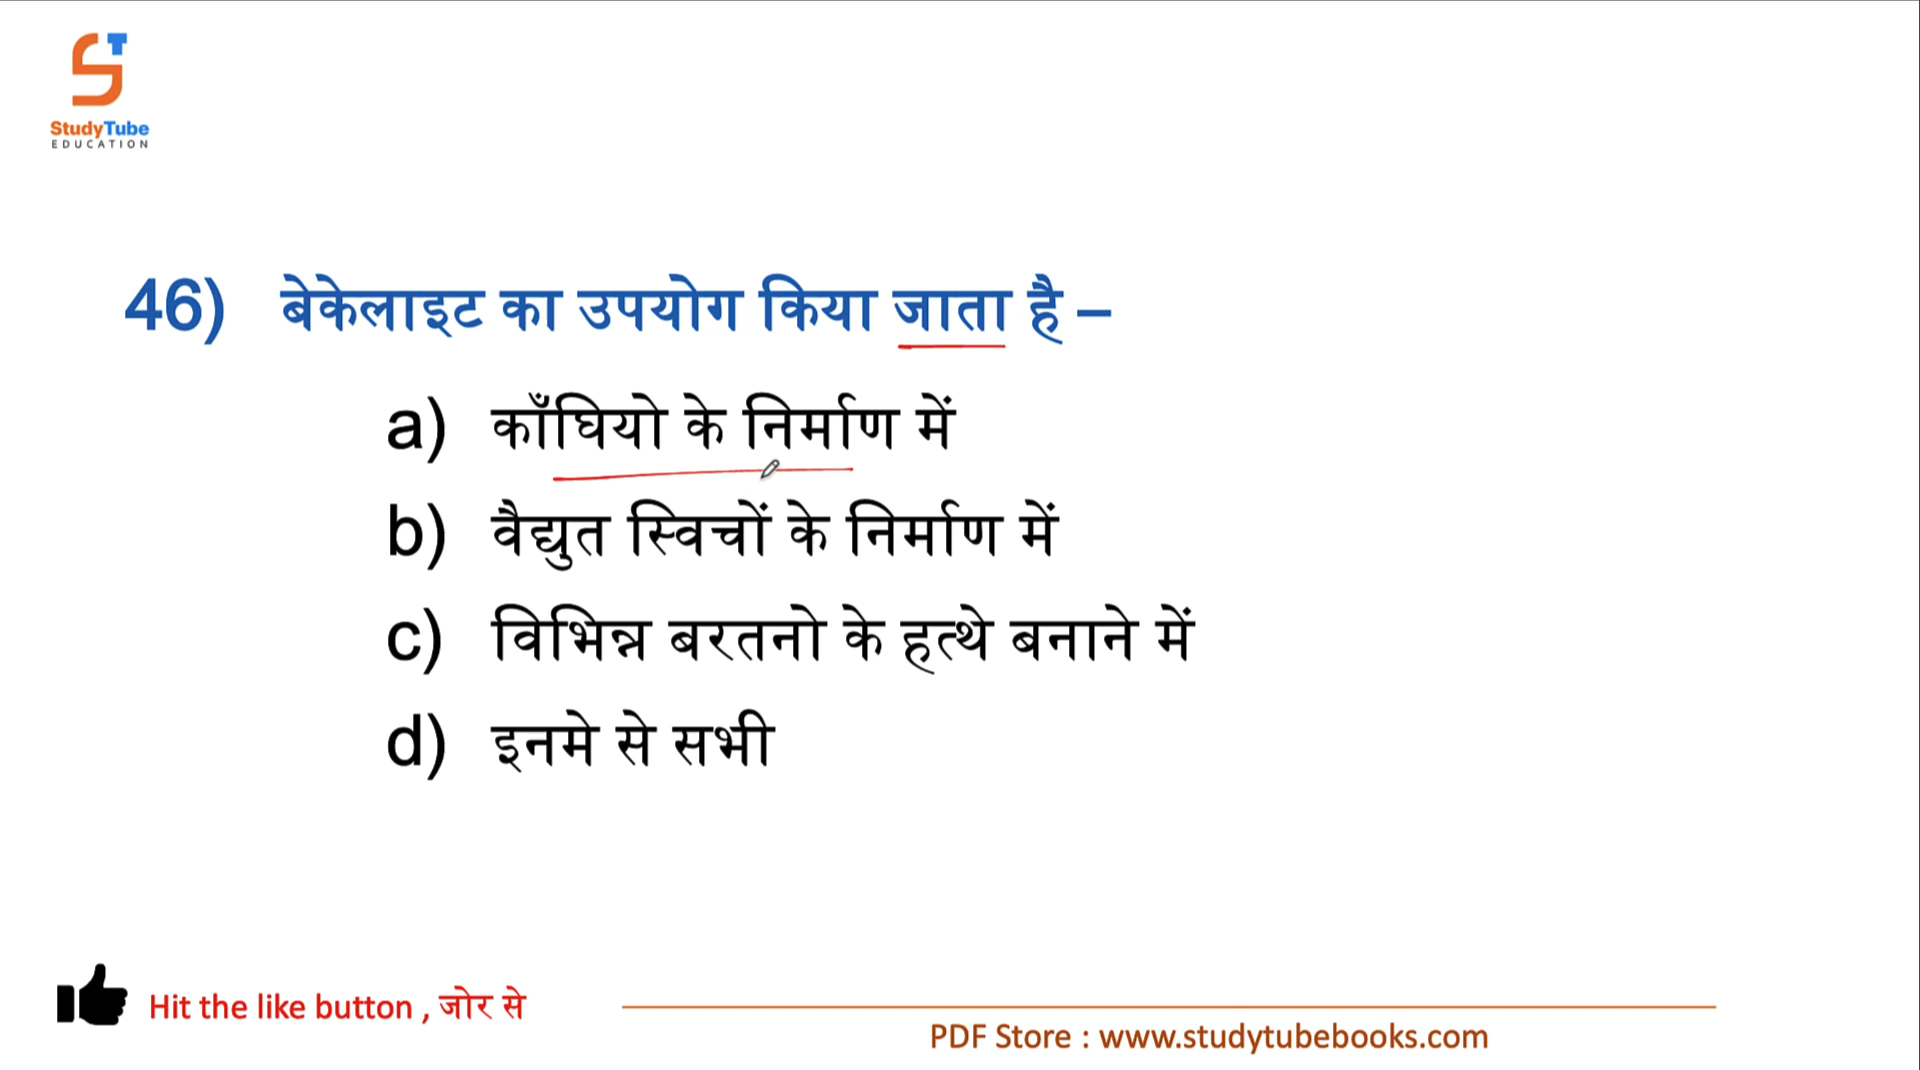 StudyTube
EDUCATION
46) बेकेलाइट का उपयोग किया जाता है –
a) काँघियो के निर्माण में
b) वैद्युत स्विचों के निर्माण में
c) विभिन्न बरतनो के हत्थे बनाने में
d) इनमे से सभी
Hit the like button , जोर से
PDF Store : www.studytubebooks.com